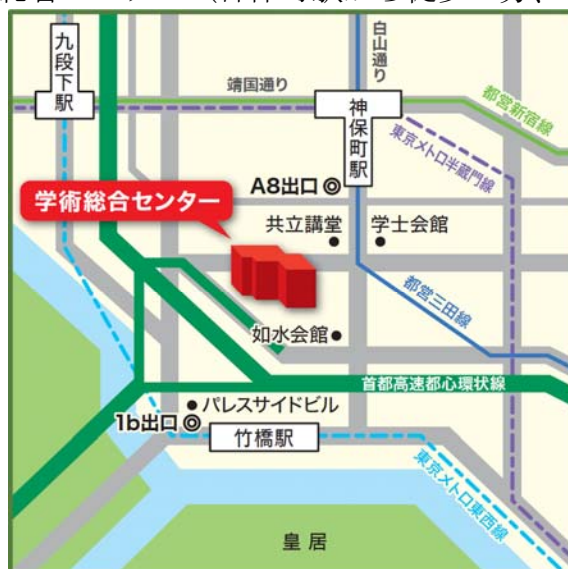 九段下駅
白山通り
靖国通り
神保町駅
都営新宿線
東京メトロ半蔵門線
A8出口
学術総合センター
共立講堂
学士会館
都営三田線
如水会館
首都高速都心環状線
パレスサイドビル
1b出口
竹橋駅
東京メトロ東西線
皇居